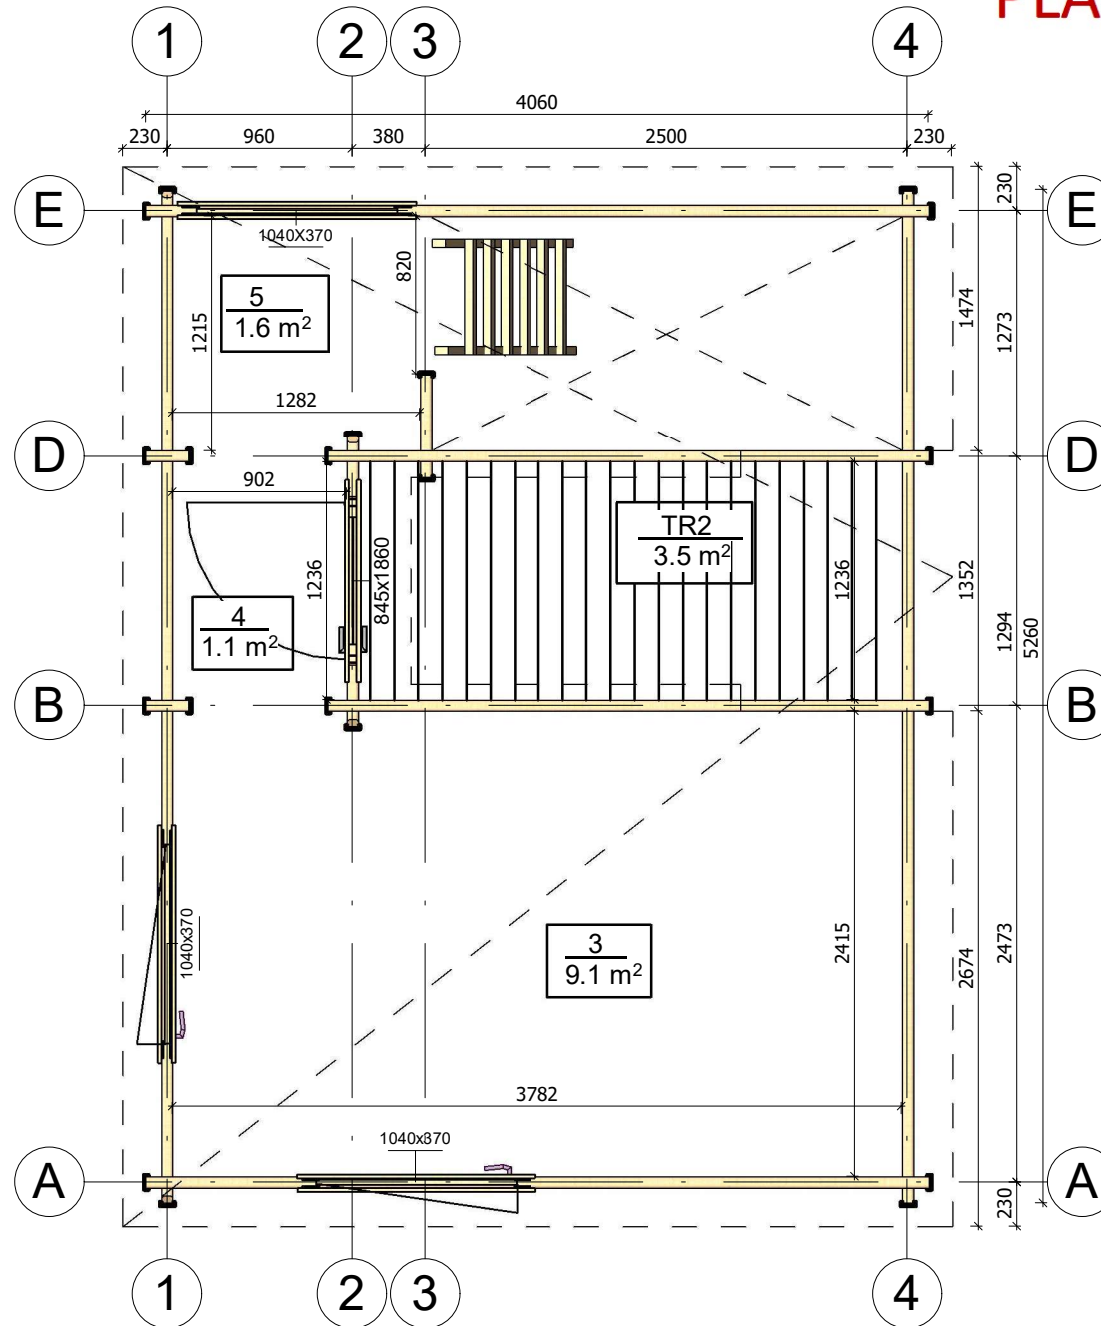 PLA
1 2 3 4
4060
230 960 380 2500 230
E E
230
1040X370
820
5
1.6 m²
1215
1474
1273
1282
D D
902
TR2
3.5 m²
845x1860
1236
1236
1352
1294
5260
4
1.1 m²
B B
1040x370
3
9.1 m²
2415
2674
2473
3782
1040x370
A A
230
1 2 3 4